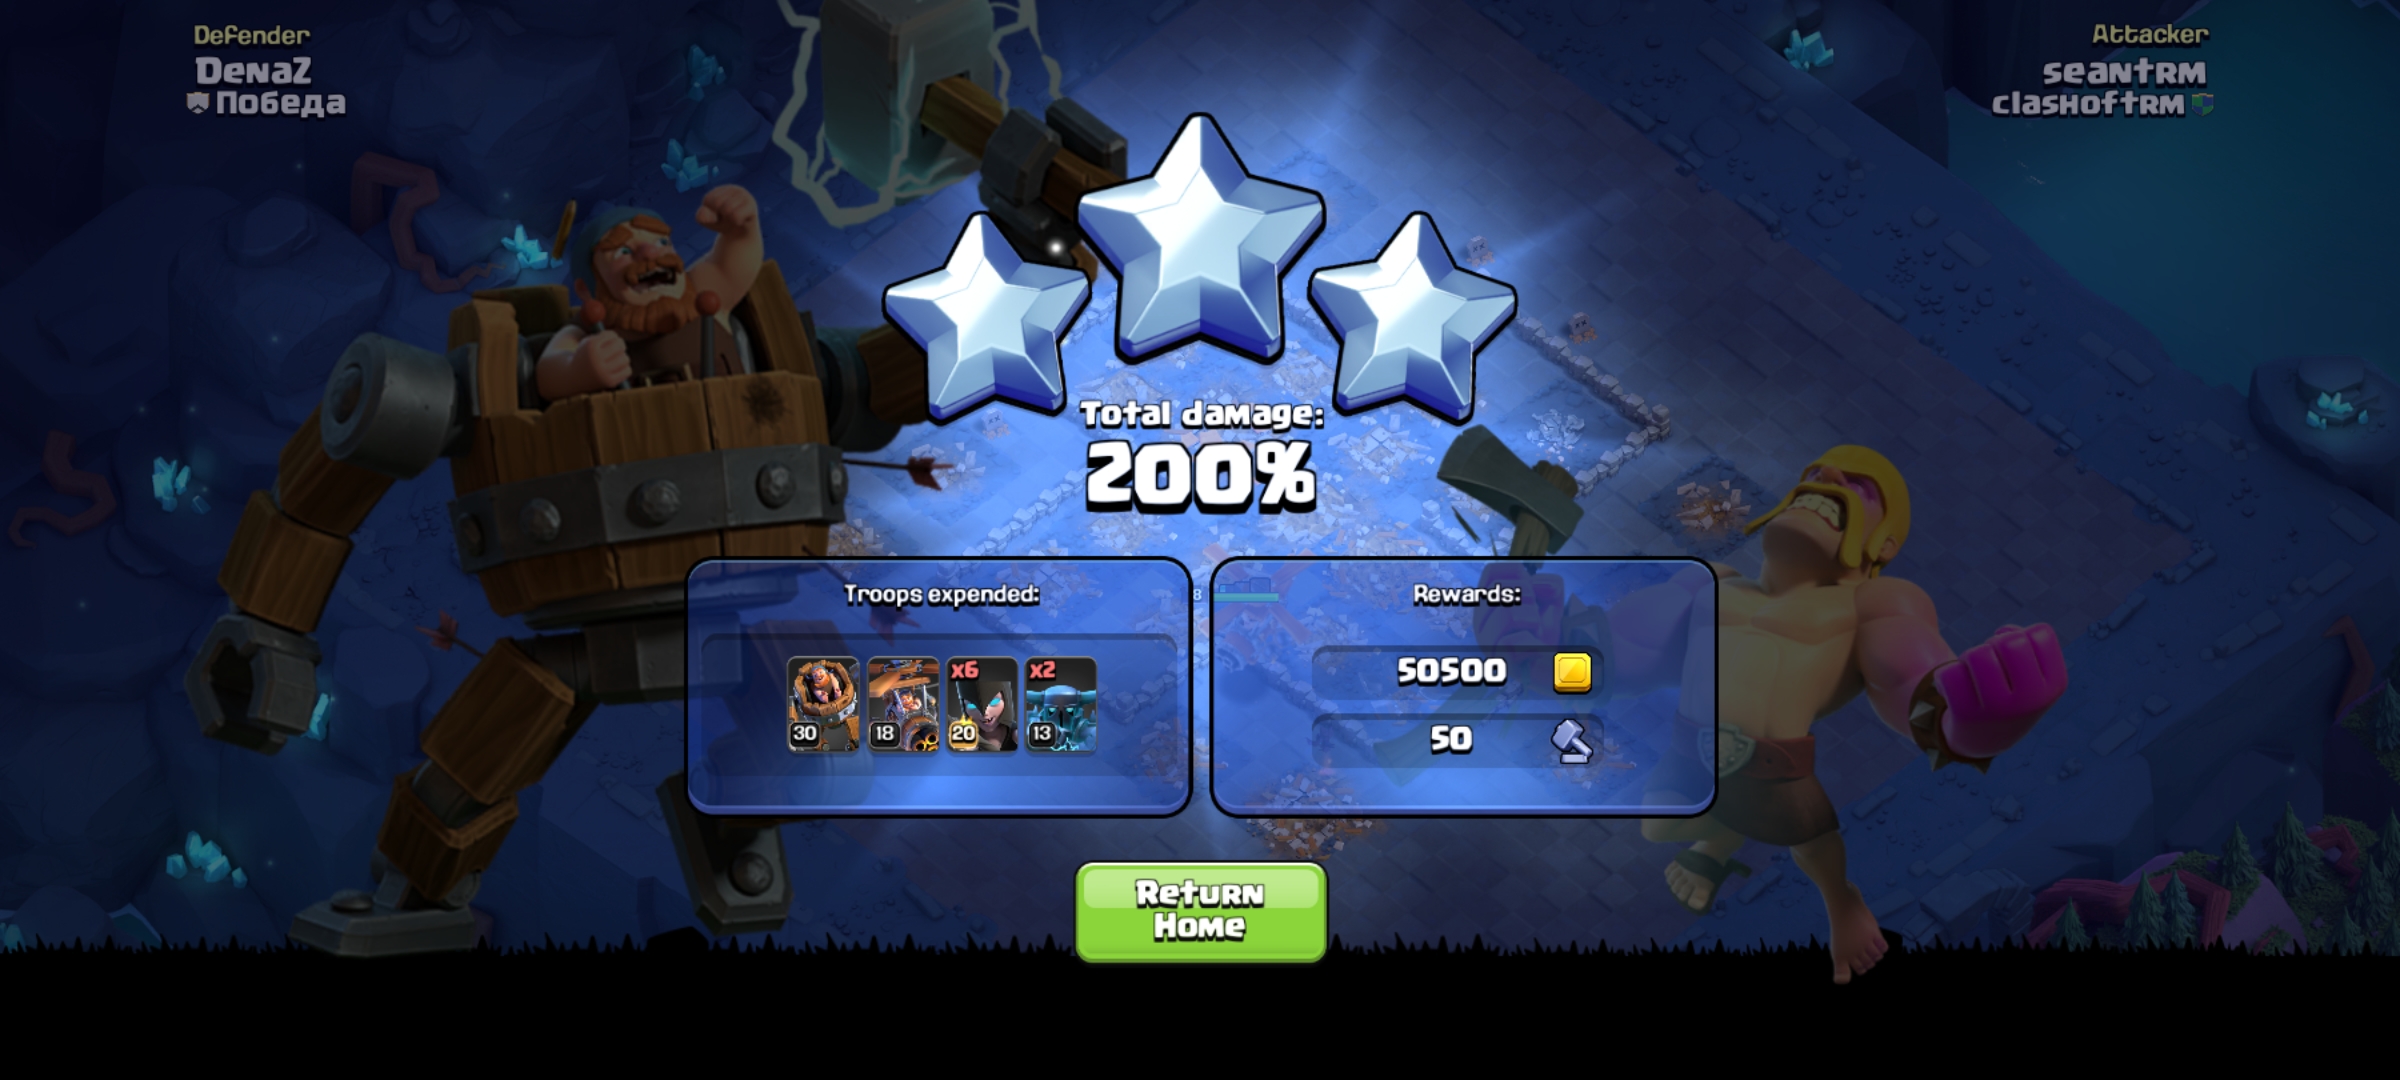 Defender
DenaZ
Победа
Attacker
seantrm
clashoftrm
Total damage:
200%
Troops expended:
x6
x2
30
18
20
13
8
Rewards:
50500
50
Return
Home